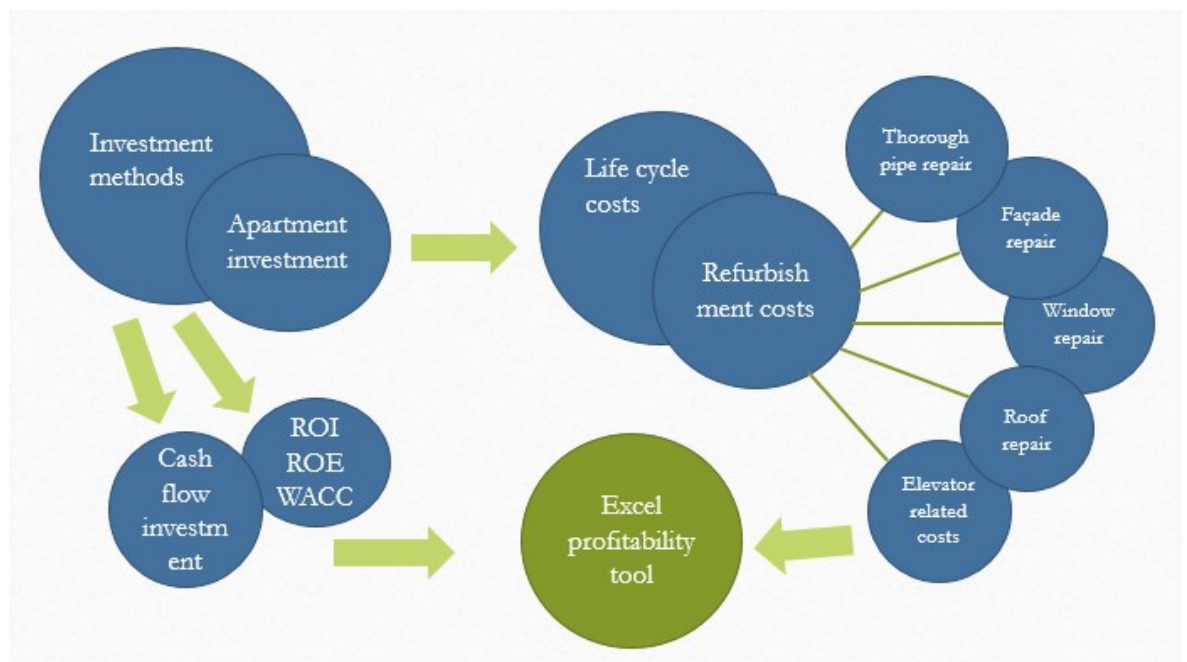 Investment
methods
Apartment
investment
Cash
flow
investm
ent
ROI
ROE
WACC
Life cycle
costs
Refurbish
ment costs
Thorough
pipe repair
Façade
repair
Window
repair
Roof
repair
Elevator
related
costs
Excel
profitability
tool